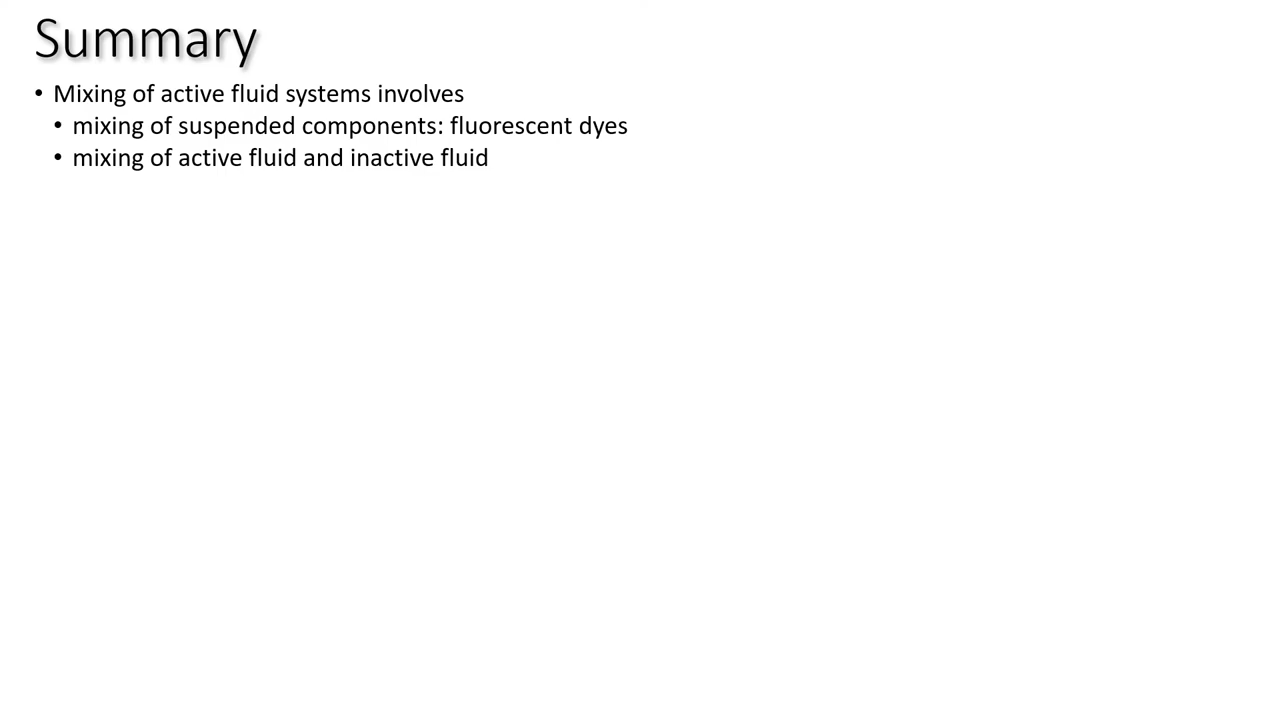 Summary
• Mixing of active fluid systems involves
• mixing of suspended components: fluorescent dyes
• mixing of active fluid and inactive fluid